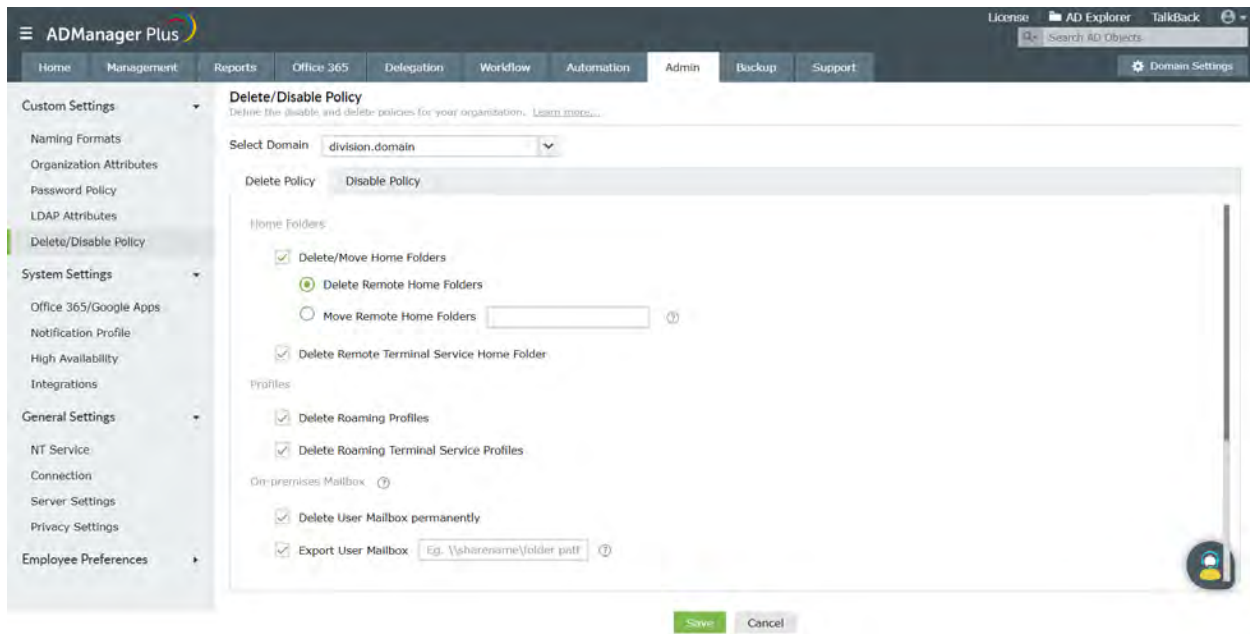 License AD Explorer TalkBack
ADManager Plus
Search AD Objects
Home Management Reports Office 365 Delegation Workflow Automation Admin Backup Support Domain Settings
Custom Settings
Naming Formats
Organization Attributes
Password Policy
LDAP Attributes
Delete/Disable Policy
System Settings
Office 365/Google Apps
Notification Profile
High Availability
Integrations
General Settings
NT Service
Connection
Server Settings
Privacy Settings
Employee Preferences
Delete/Disable Policy
Define the disable and delete policies for your organization. Learn more...
Select Domain division.domain
Delete Policy Disable Policy
Home Folders
Delete/Move Home Folders
Delete Remote Home Folders
Move Remote Home Folders
Delete Remote Terminal Service Home Folder
Profiles
Delete Roaming Profiles
Delete Roaming Terminal Service Profiles
On-premises Mailbox
Delete User Mailbox permanently
Export User Mailbox Eg. \\sharename\folder path
Save Cancel